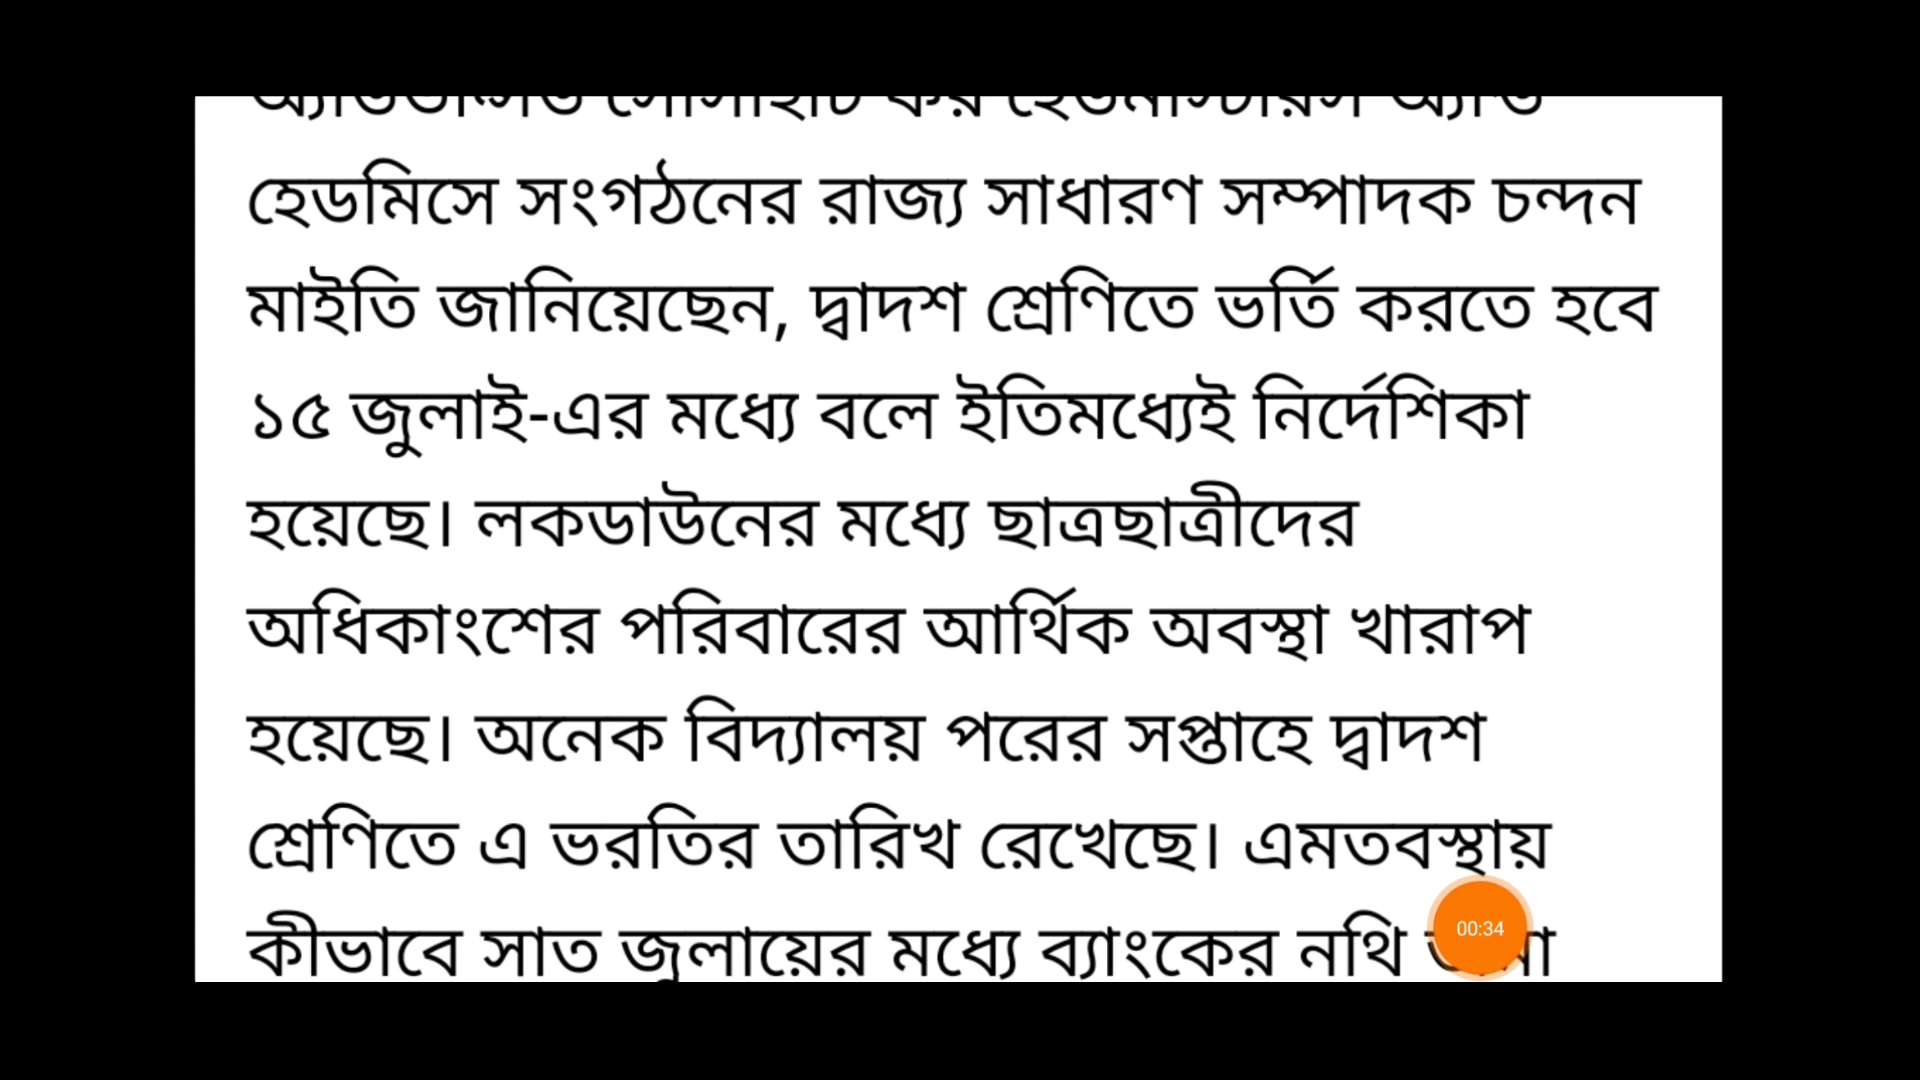 হেডমিসে সংগঠনের রাজ্য সাধারণ সম্পাদক চন্দন
মাইতি জানিয়েছেন, দ্বাদশ শ্রেণিতে ভর্তি করতে হবে
১৫ জুলাই-এর মধ্যে বলে ইতিমধ্যেই নির্দেশিকা
হয়েছে। লকডাউনের মধ্যে ছাত্রছাত্রীদের
অধিকাংশের পরিবারের আর্থিক অবস্থা খারাপ
হয়েছে। অনেক বিদ্যালয় পরের সপ্তাহে দ্বাদশ
শ্রেণিতে এ ভরতির তারিখ রেখেছে। এমতবস্থায়
কীভাবে সাত জুলায়ের মধ্যে ব্যাংকের নথি
00:34